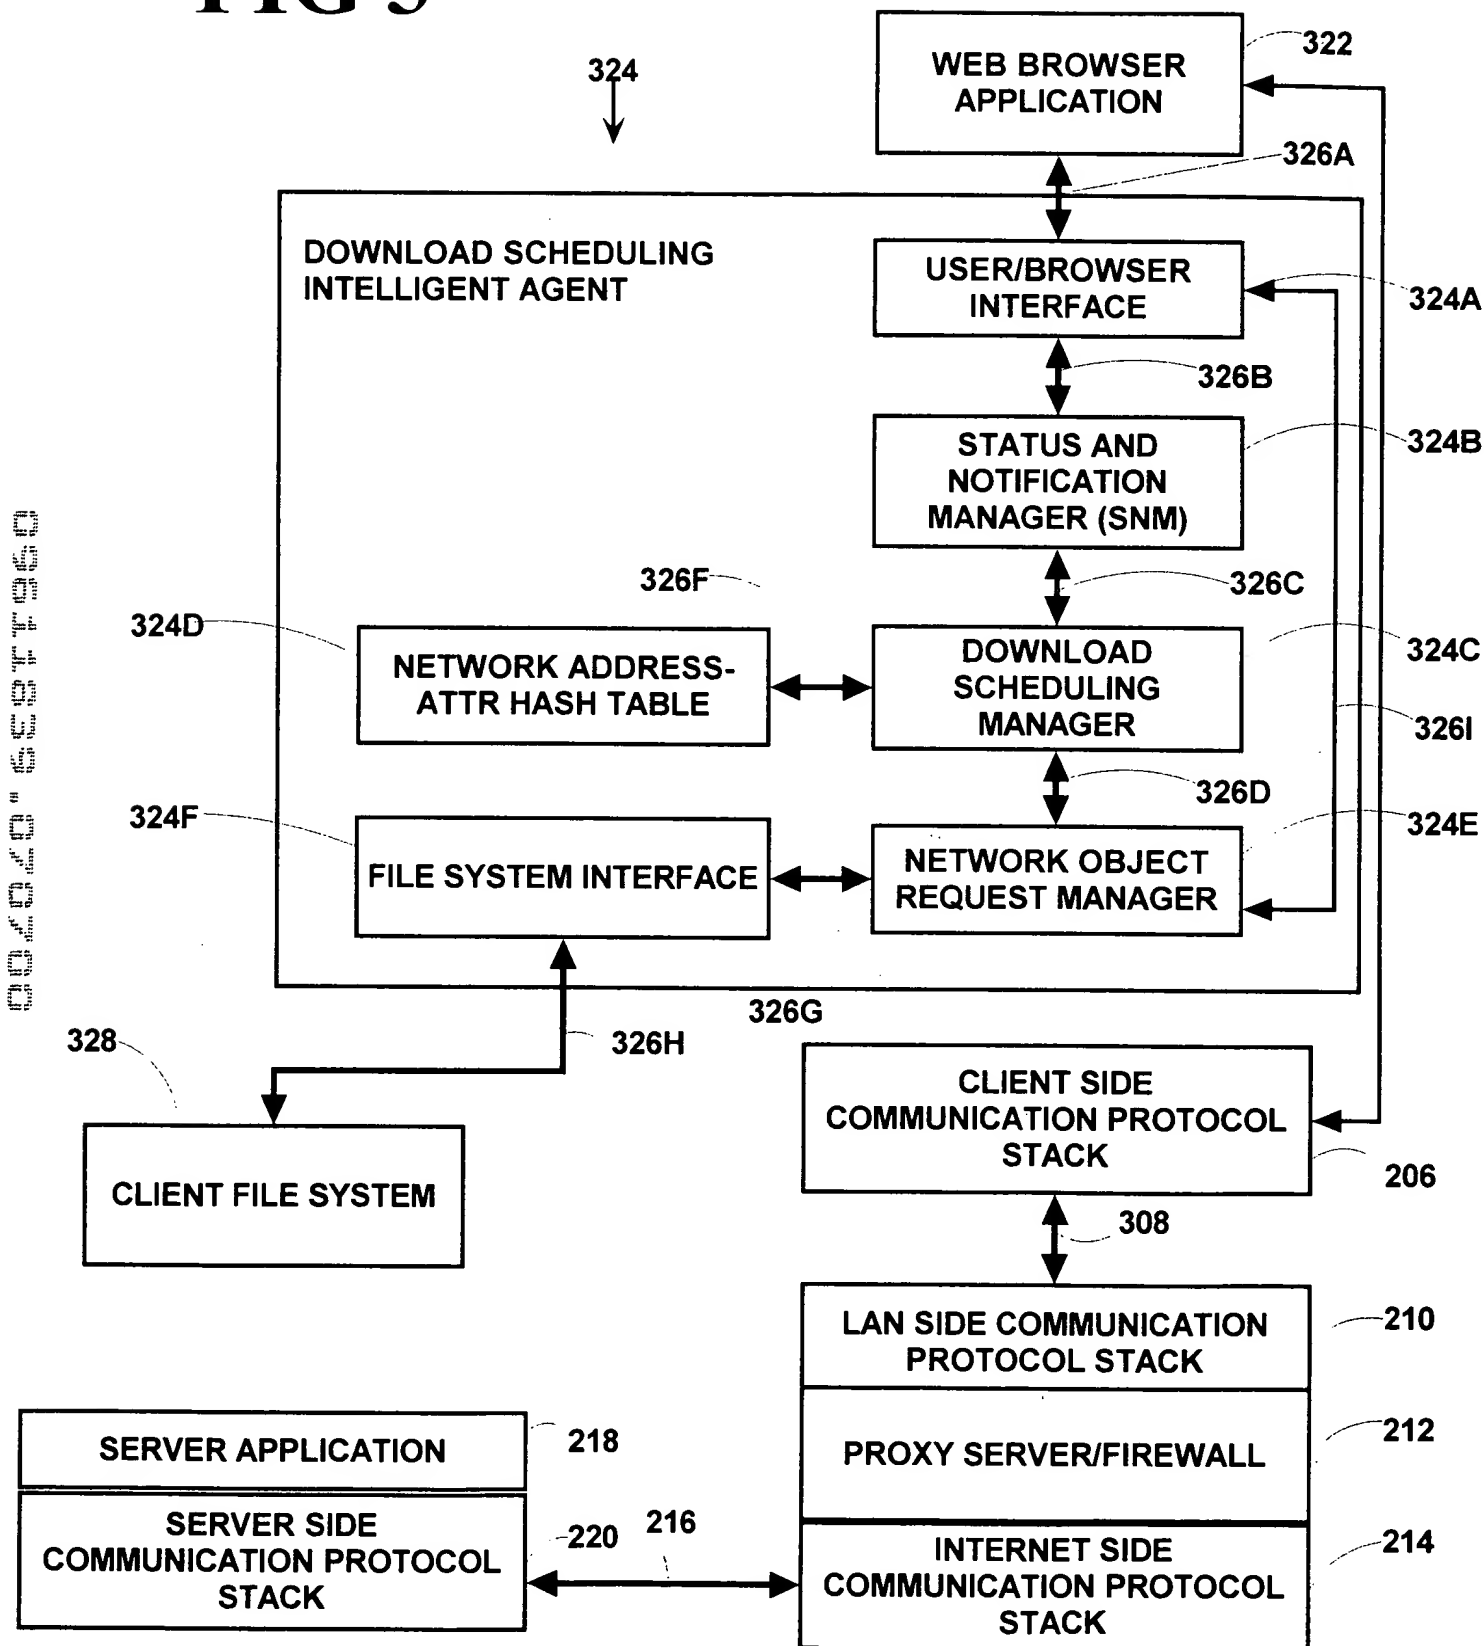 FIG 3
322
WEB BROWSER
APPLICATION
324
326A
DOWNLOAD SCHEDULING
INTELLIGENT AGENT
USER/BROWSER
INTERFACE
324A
326B
STATUS AND
NOTIFICATION
MANAGER (SNM)
324B
326F
326C
324D
NETWORK ADDRESS-
ATTR HASH TABLE
DOWNLOAD
SCHEDULING
MANAGER
324C
326I
326D
324F
FILE SYSTEM INTERFACE
NETWORK OBJECT
REQUEST MANAGER
324E
326G
328
326H
CLIENT SIDE
COMMUNICATION PROTOCOL
STACK
206
CLIENT FILE SYSTEM
308
LAN SIDE COMMUNICATION
PROTOCOL STACK
210
PROXY SERVER/FIREWALL
212
SERVER APPLICATION
218
SERVER SIDE
COMMUNICATION PROTOCOL
STACK
220
216
INTERNET SIDE
COMMUNICATION PROTOCOL
STACK
214